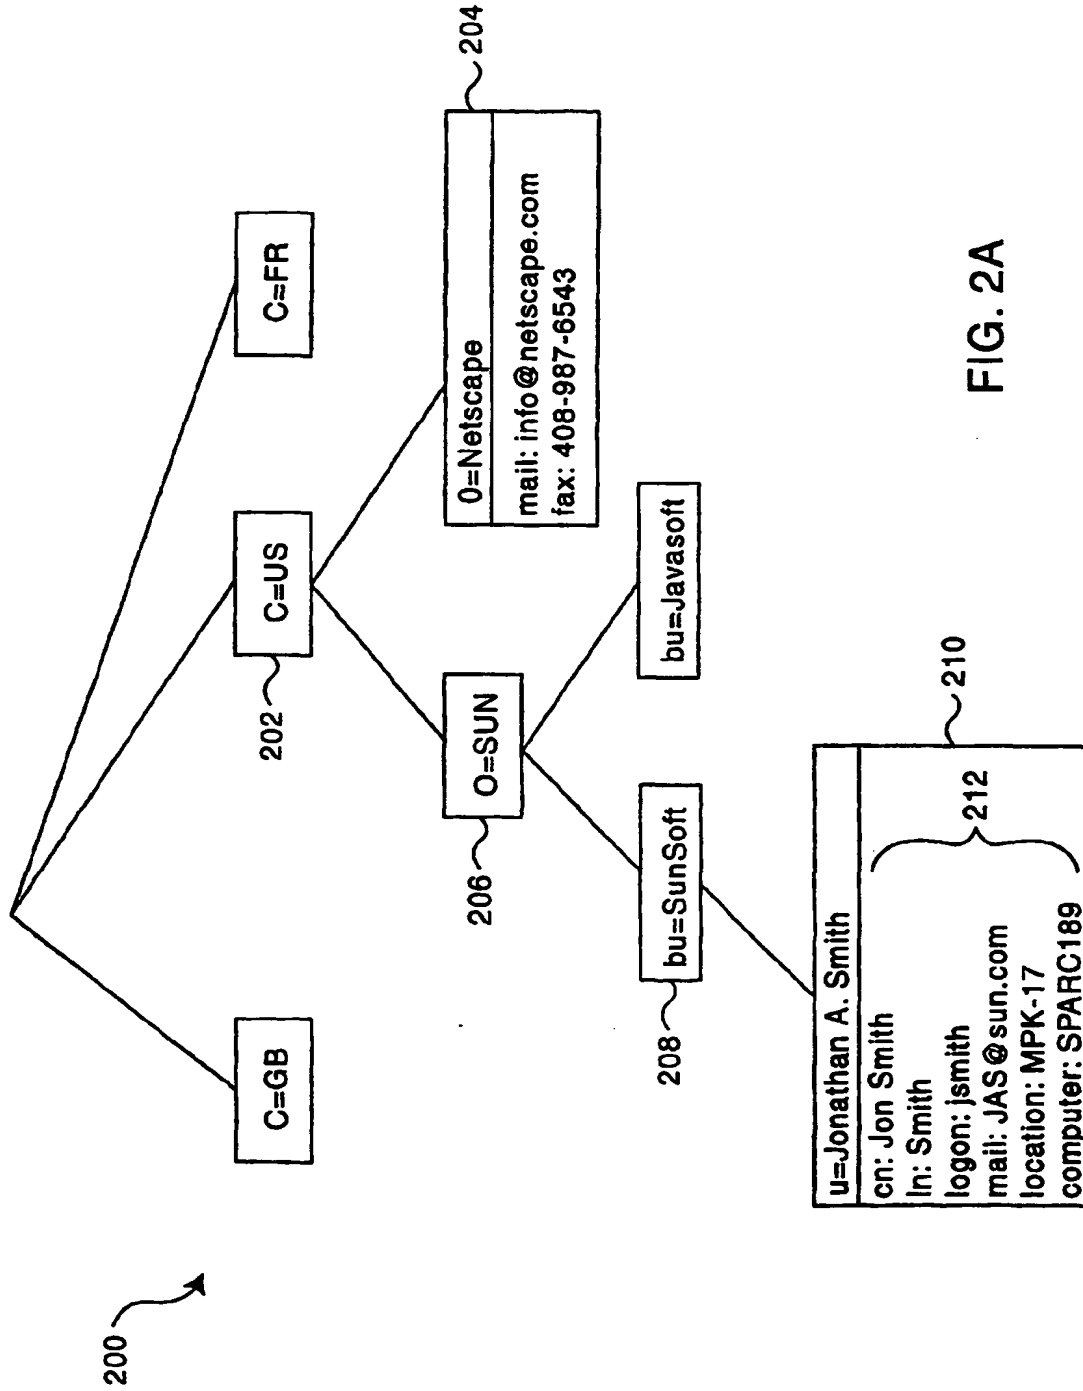 200
C=GB
C=US
C=FR
202
O=SUN
206
0=Netscape
mail: info@netscape.com
fax: 408-987-6543
204
bu=SunSoft
208
bu=Javasoft
u=Jonathan A. Smith
cn: Jon Smith
ln: Smith
logon: jsmith
mail: JAS@sun.com
location: MPK-17
computer: SPARC189
212
210
FIG. 2A